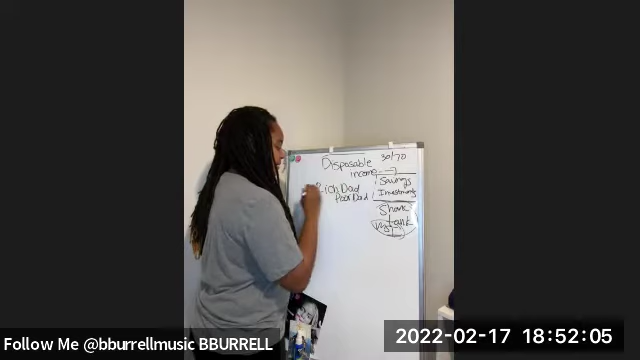 Disposable 30/70
income
Savings
Investments
Rich Dad
Poor Dad
Shark
Tank
Follow Me @bburrellmusic BBURRELL
2022-02-17 18:52:05